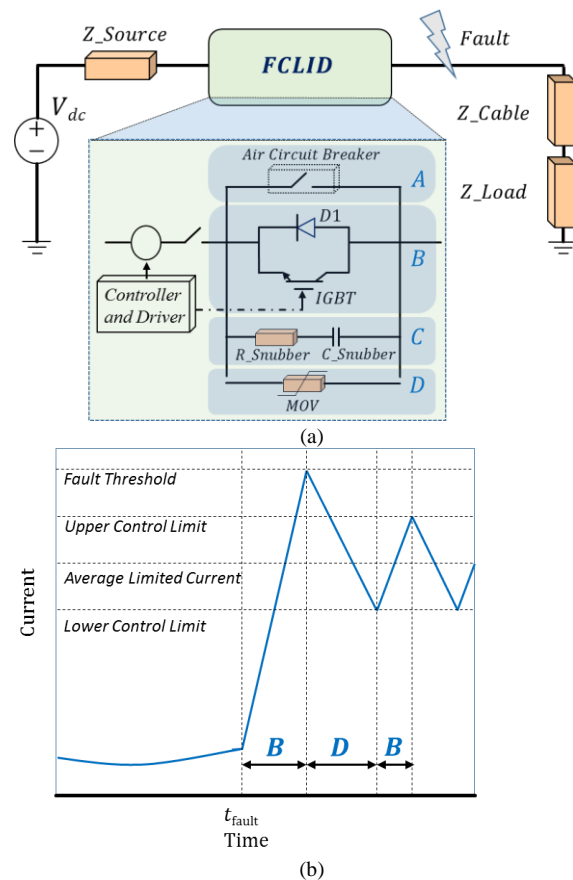 Z_Source
FCLID
Fault
V_dc
+
−
Z_Cable
Z_Load
Air Circuit Breaker
A
D1
B
IGBT
Controller
and Driver
C
R_Snubber
C_Snubber
D
MOV
(a)
Fault Threshold
Upper Control Limit
Average Limited Current
Lower Control Limit
Current
B
D
B
t_fault
Time
(b)